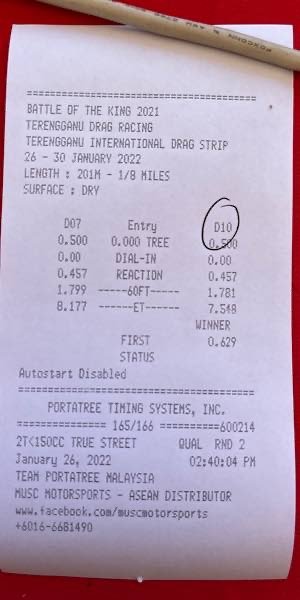 ==========================================
BATTLE OF THE KING 2021
TERENGGANU DRAG RACING
TERENGGANU INTERNATIONAL DRAG STRIP
26 - 30 JANUARY 2022
LENGTH : 201M - 1/8 MILES
SURFACE : DRY
D07 Entry D10
0.500 0.000 TREE 0.500
0.00 DIAL-IN 0.00
0.457 REACTION 0.457
1.799 -----60FT----- 1.781
8.177 ------ET------ 7.548
WINNER
FIRST 0.629
STATUS
Autostart Disabled
==========================================
PORTATREE TIMING SYSTEMS, INC.
=============== 165/166 ==========600214
2T<150CC TRUE STREET QUAL RND 2
January 26, 2022 02:40:04 PM
TEAM PORTATREE MALAYSIA
MUSC MOTORSPORTS - ASEAN DISTRIBUTOR
www.facebook.com/muscmotorsports
+6016-6681490